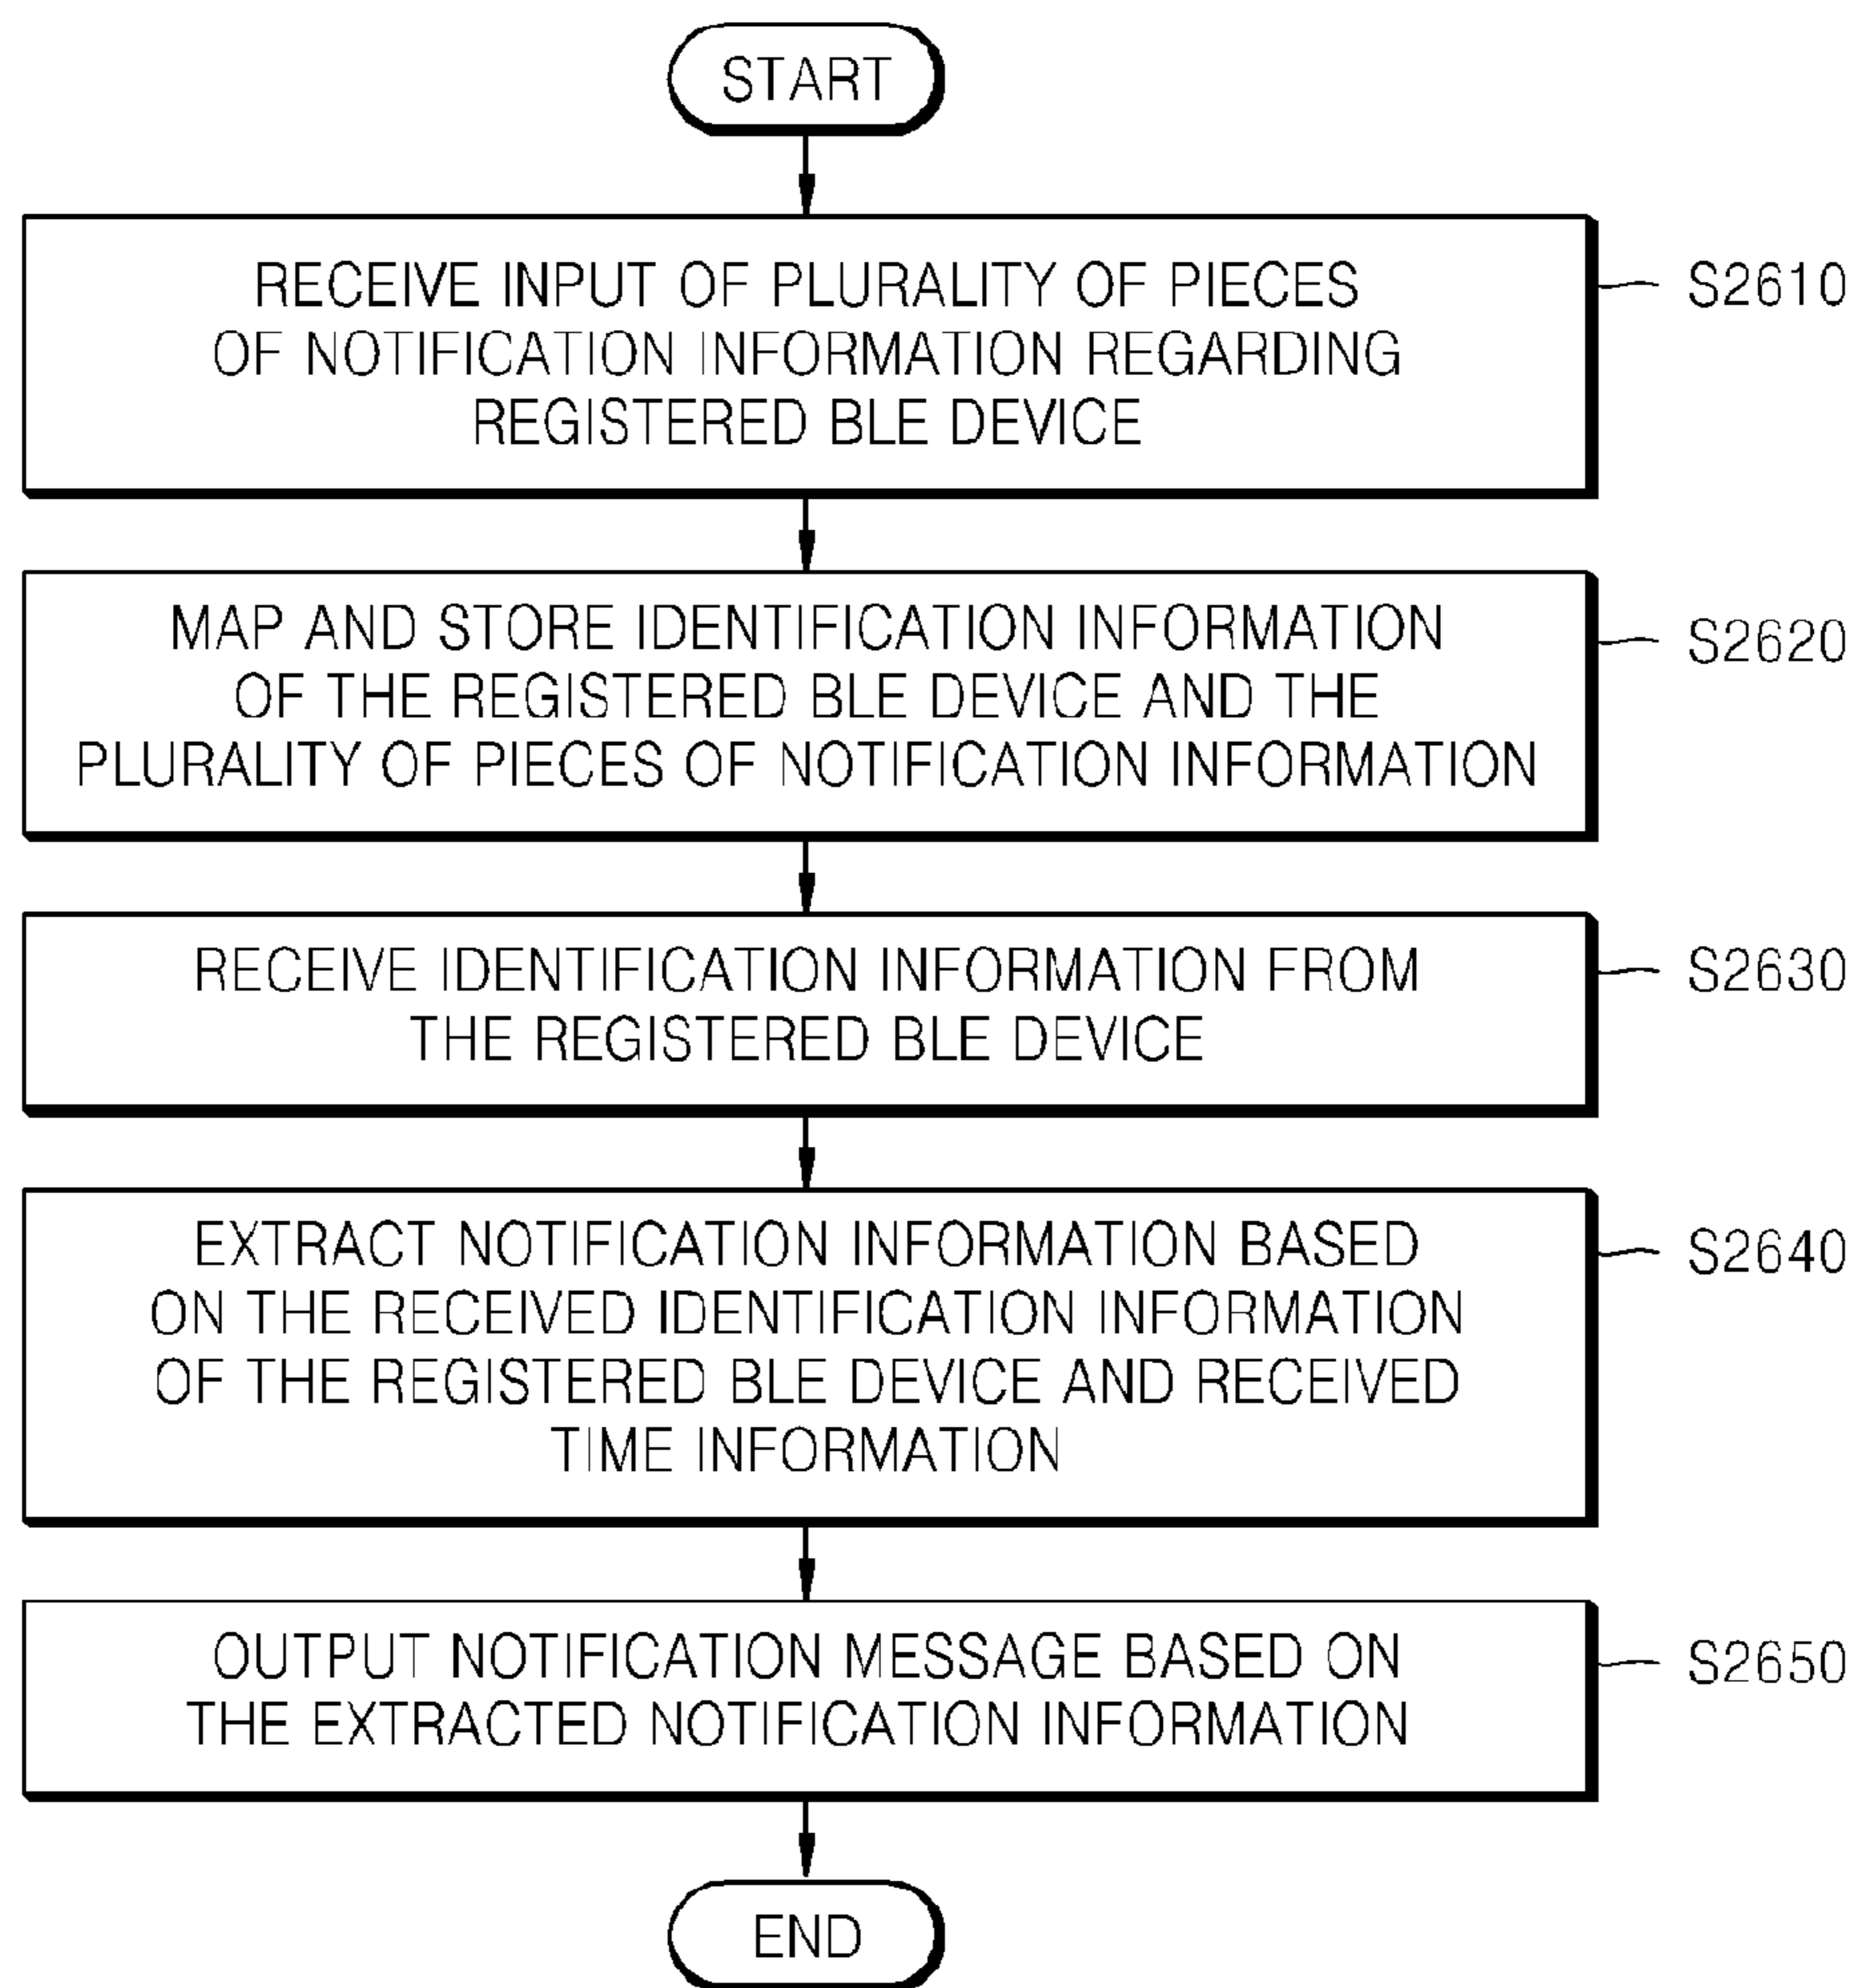 START
RECEIVE INPUT OF PLURALITY OF PIECES
OF NOTIFICATION INFORMATION REGARDING
REGISTERED BLE DEVICE
S2610
MAP AND STORE IDENTIFICATION INFORMATION
OF THE REGISTERED BLE DEVICE AND THE
PLURALITY OF PIECES OF NOTIFICATION INFORMATION
S2620
RECEIVE IDENTIFICATION INFORMATION FROM
THE REGISTERED BLE DEVICE
S2630
EXTRACT NOTIFICATION INFORMATION BASED
ON THE RECEIVED IDENTIFICATION INFORMATION
OF THE REGISTERED BLE DEVICE AND RECEIVED
TIME INFORMATION
S2640
OUTPUT NOTIFICATION MESSAGE BASED ON
THE EXTRACTED NOTIFICATION INFORMATION
S2650
END